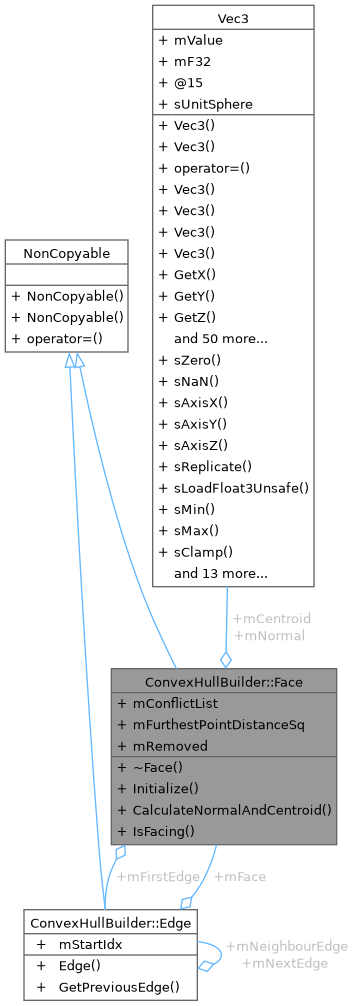 Vec3
+ mValue
+ mF32
+ @15
+ sUnitSphere
+ Vec3()
+ Vec3()
+ operator=()
+ Vec3()
+ Vec3()
+ Vec3()
+ Vec3()
+ GetX()
+ GetY()
+ GetZ()
and 50 more...
+ sZero()
+ sNaN()
+ sAxisX()
+ sAxisY()
+ sAxisZ()
+ sReplicate()
+ sLoadFloat3Unsafe()
+ sMin()
+ sMax()
+ sClamp()
and 13 more...
NonCopyable
+ NonCopyable()
+ NonCopyable()
+ operator=()
+mCentroid
+mNormal
ConvexHullBuilder::Face
+ mConflictList
+ mFurthestPointDistanceSq
+ mRemoved
+ ~Face()
+ Initialize()
+ CalculateNormalAndCentroid()
+ IsFacing()
+mFirstEdge
+mFace
ConvexHullBuilder::Edge
+ mStartIdx
+ Edge()
+ GetPreviousEdge()
+mNeighbourEdge
+mNextEdge